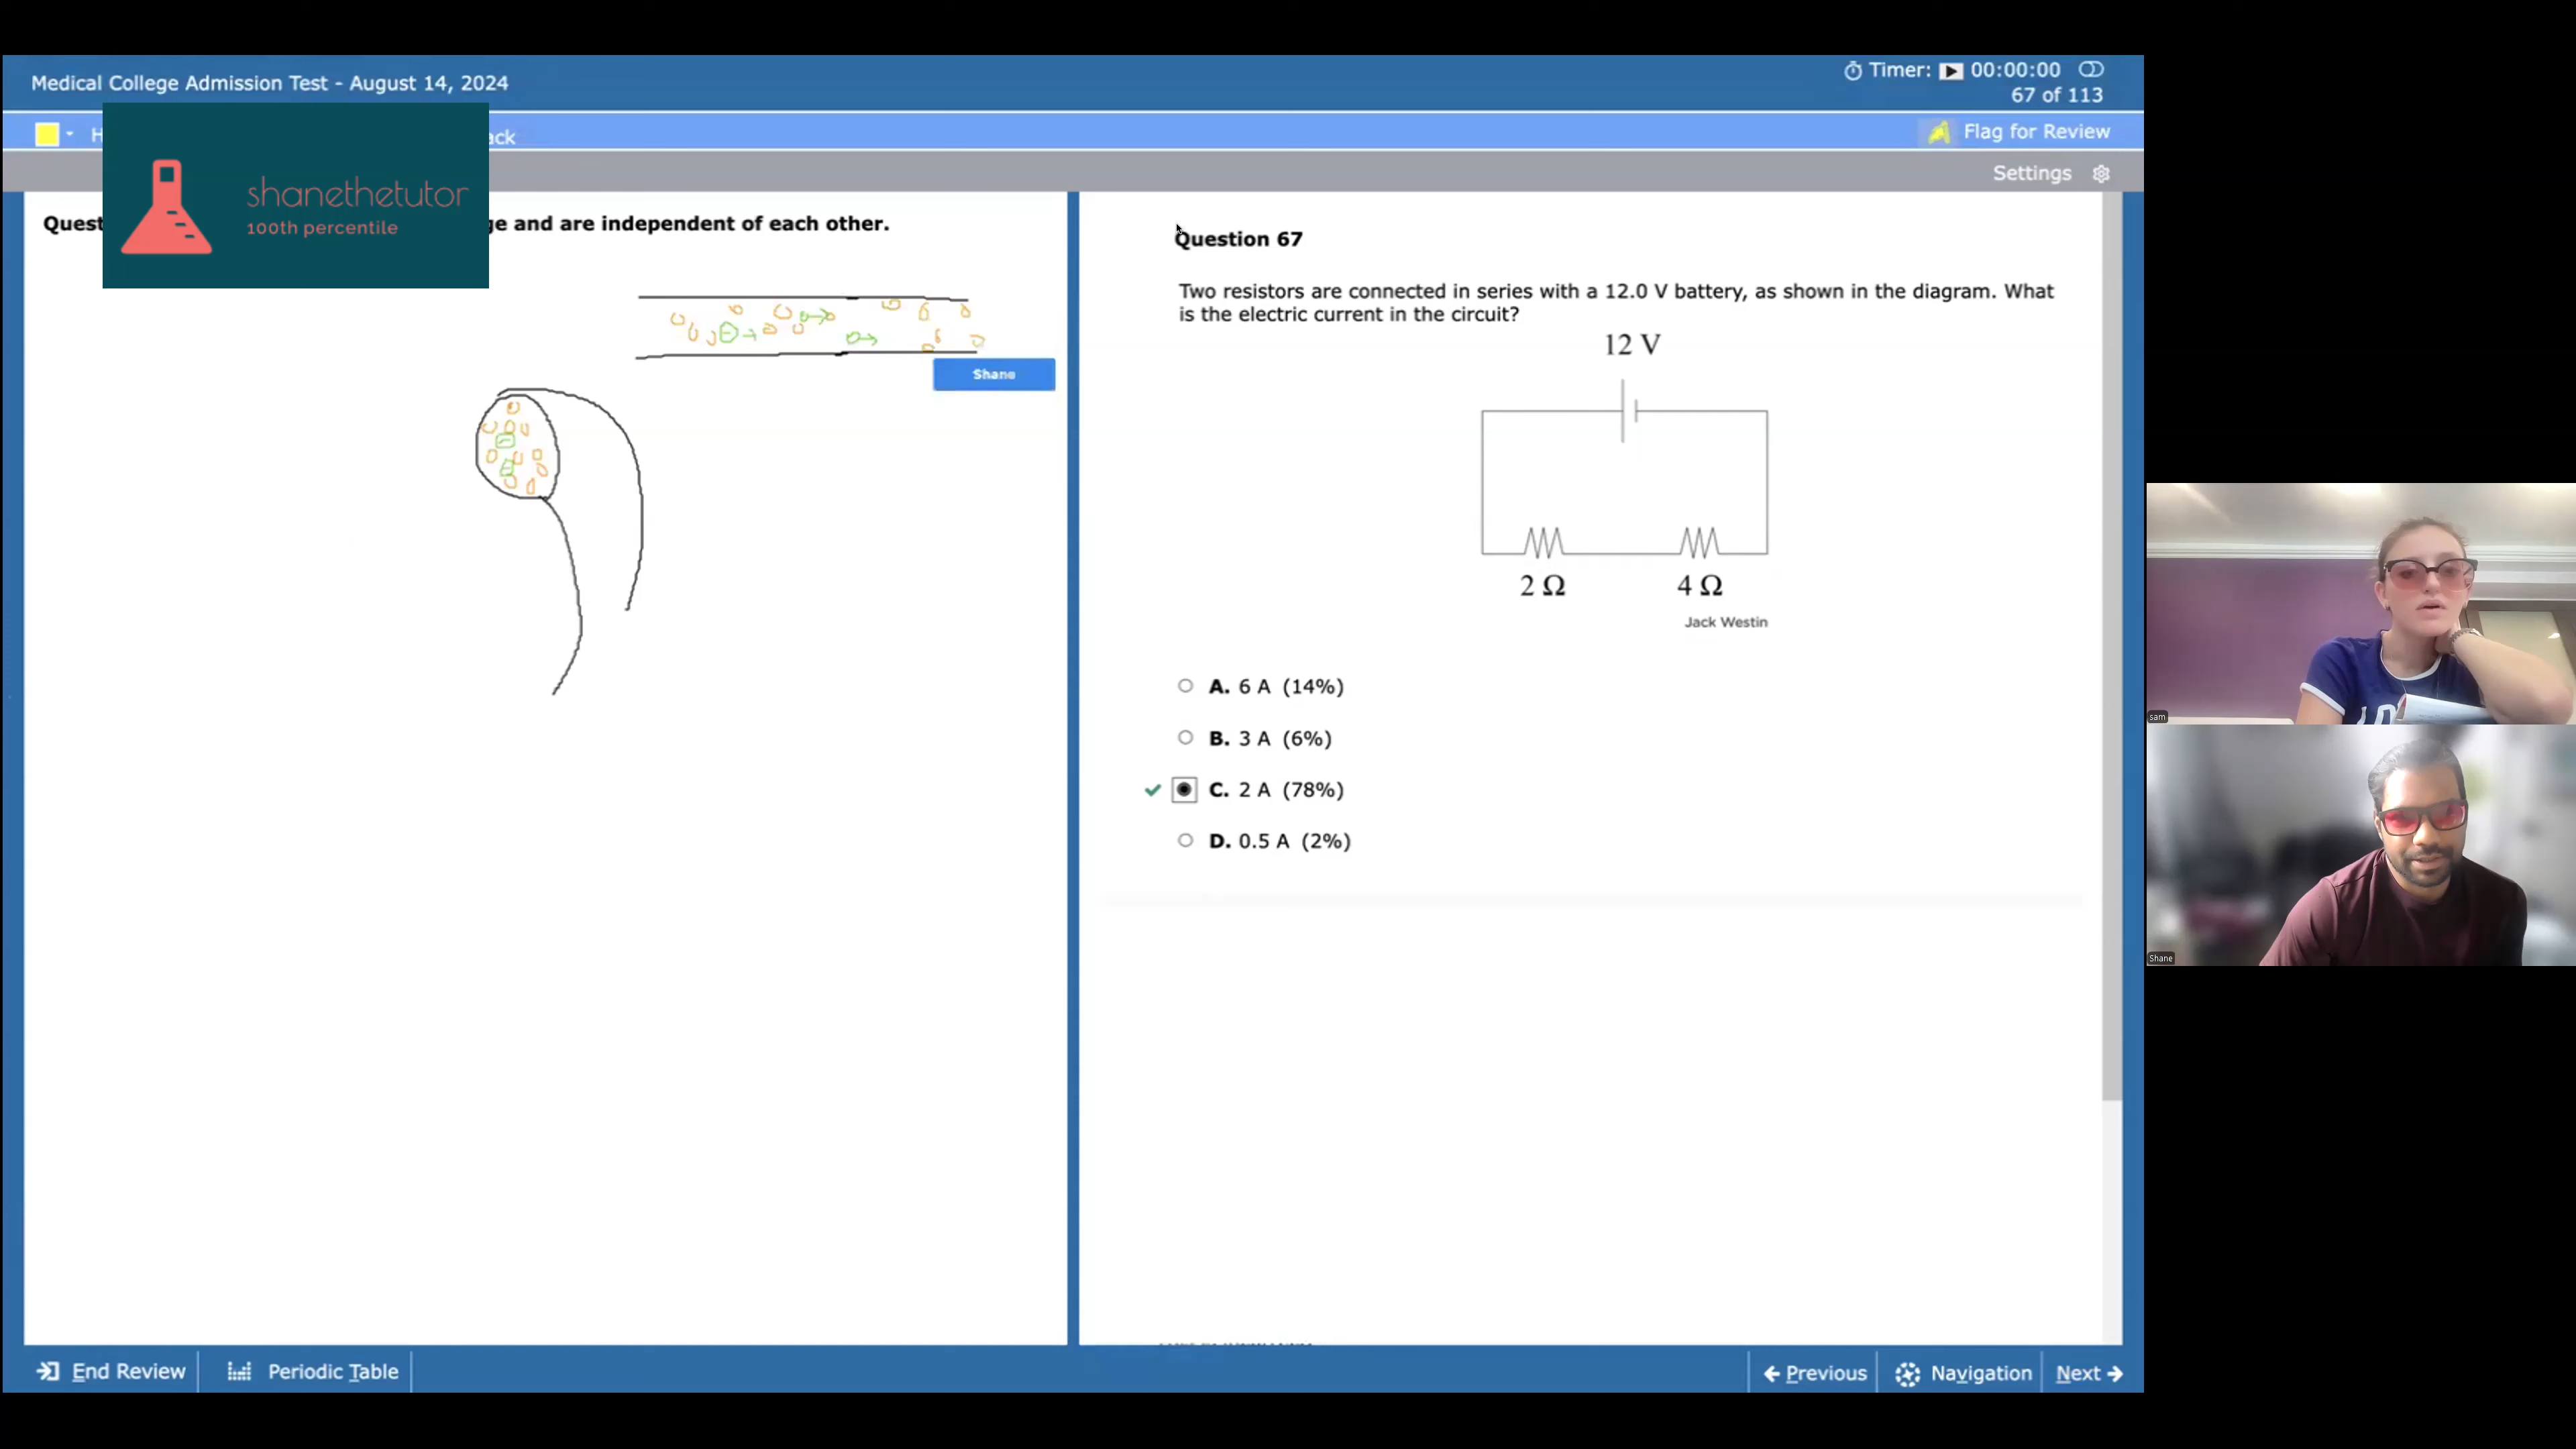 Medical College Admission Test - August 14, 2024
Timer: 00:00:00
67 of 113
H
ack
Flag for Review
Settings
shanethetutor
100th percentile
Quest
ge and are independent of each other.
Shane
Question 67
Two resistors are connected in series with a 12.0 V battery, as shown in the diagram. What
is the electric current in the circuit?
12 V
2 Ω
4 Ω
Jack Westin
A. 6 A (14%)
B. 3 A (6%)
C. 2 A (78%)
D. 0.5 A (2%)
sam
Shane
End Review
Periodic Table
Previous
Navigation
Next